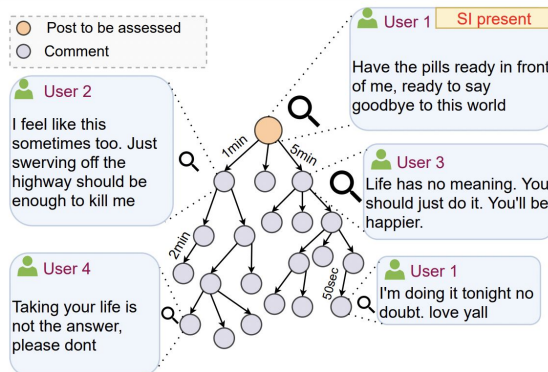 Post to be assessed
Comment
User 1
SI present
Have the pills ready in front
of me, ready to say
goodbye to this world
User 2
I feel like this
sometimes too. Just
swerving off the
highway should be
enough to kill me
1min
5min
User 3
Life has no meaning. You
should just do it. You'll be
happier.
2min
User 4
Taking your life is
not the answer,
please dont
50sec
User 1
I'm doing it tonight no
doubt. love yall